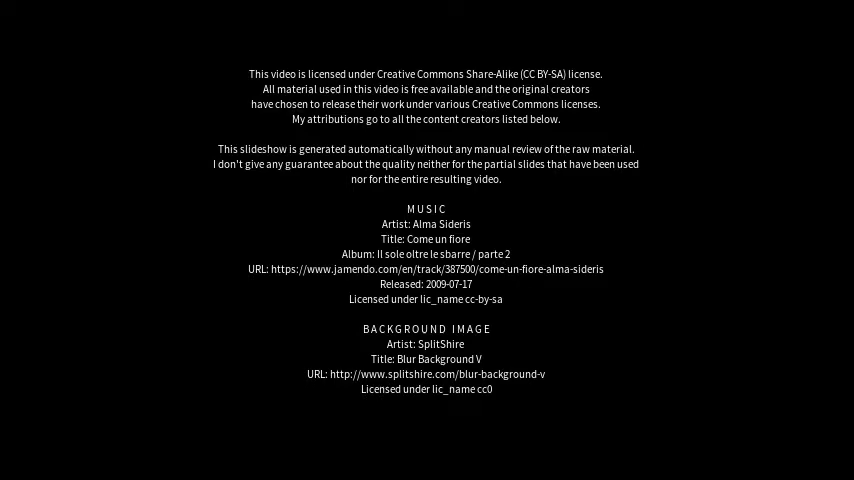 This video is licensed under Creative Commons Share-Alike (CC BY-SA) license.
All material used in this video is free available and the original creators
have chosen to release their work under various Creative Commons licenses.
My attributions go to all the content creators listed below.
This slideshow is generated automatically without any manual review of the raw material.
I don't give any guarantee about the quality neither for the partial slides that have been used
nor for the entire resulting video.
MUSIC
Artist: Alma Sideris
Title: Come un fiore
Album: Il sole oltre le sbarre / parte 2
URL: https://www.jamendo.com/en/track/387500/come-un-fiore-alma-sideris
Released: 2009-07-17
Licensed under lic_name cc-by-sa
BACKGROUND IMAGE
Artist: SplitShire
Title: Blur Background V
URL: http://www.splitshire.com/blur-background-v
Licensed under lic_name cc0